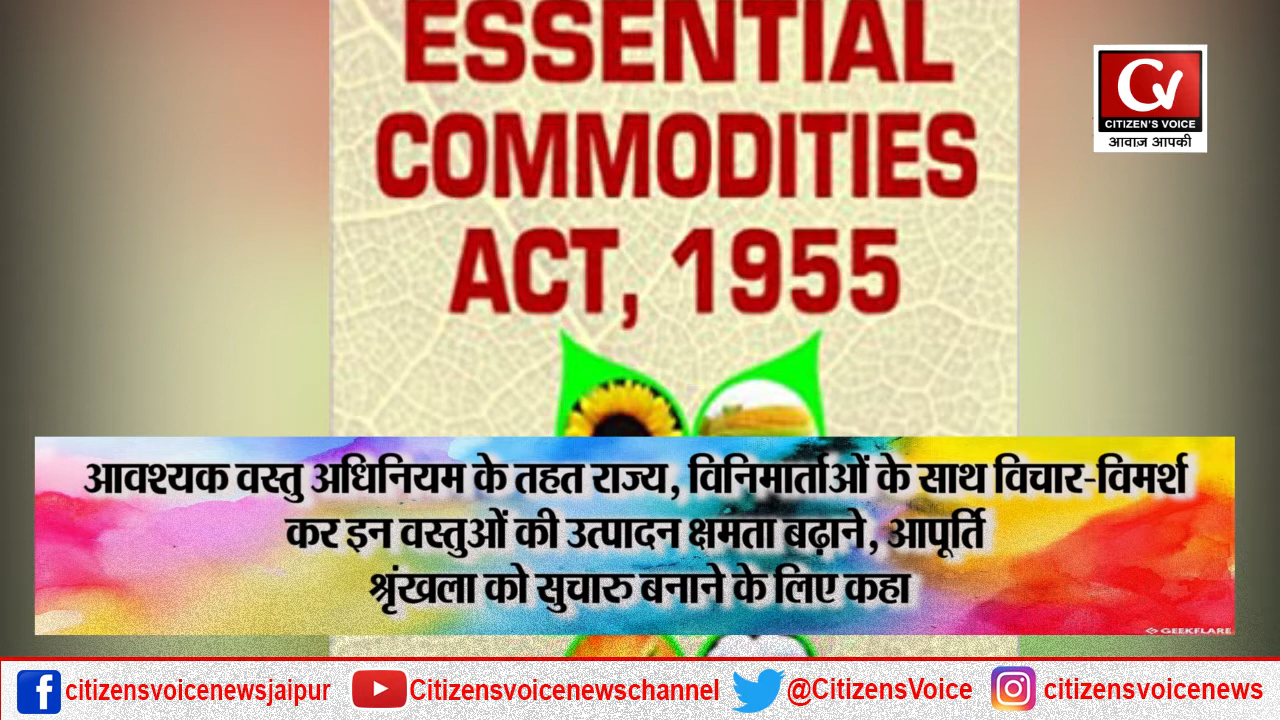 ESSENTIAL
COMMODITIES
ACT, 1955
CV
CITIZEN'S VOICE
आवाज़ आपकी
आवश्यक वस्तु अधिनियम के तहत राज्य, विनिमार्ताओं के साथ विचार-विमर्श
कर इन वस्तुओं की उत्पादन क्षमता बढ़ाने, आपूर्ति
श्रृंखला को सुचारु बनाने के लिए कहा
GEEKFLARE
citizensvoicenewsjaipur Citizensvoicenewschannel @CitizensVoice citizensvoicenews